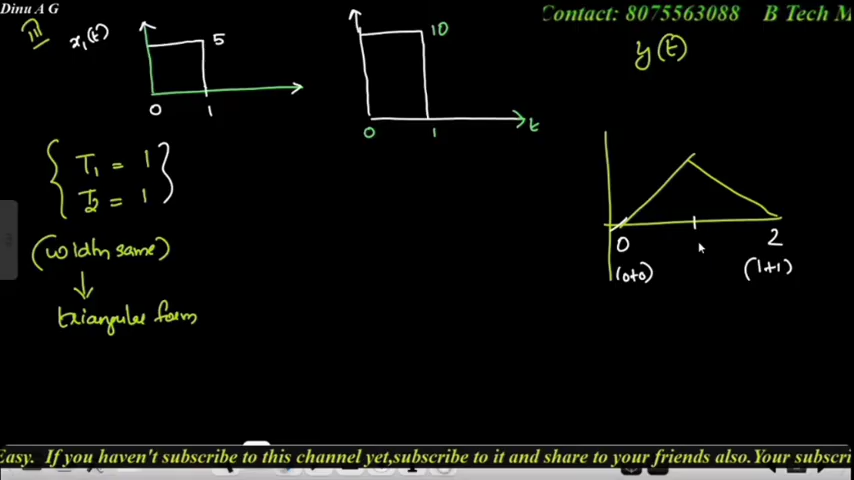 Dinu A G
Contact: 8075563088 B Tech M
III
x₁(t)
5
0 1
10
0 1 t
y(t)
T₁ = 1
T₂ = 1
(width same)
↓
triangular form
0 2
(0+0) (1+1)
Easy. If you haven't subscribe to this channel yet,subscribe to it and share to your friends also.Your subscri